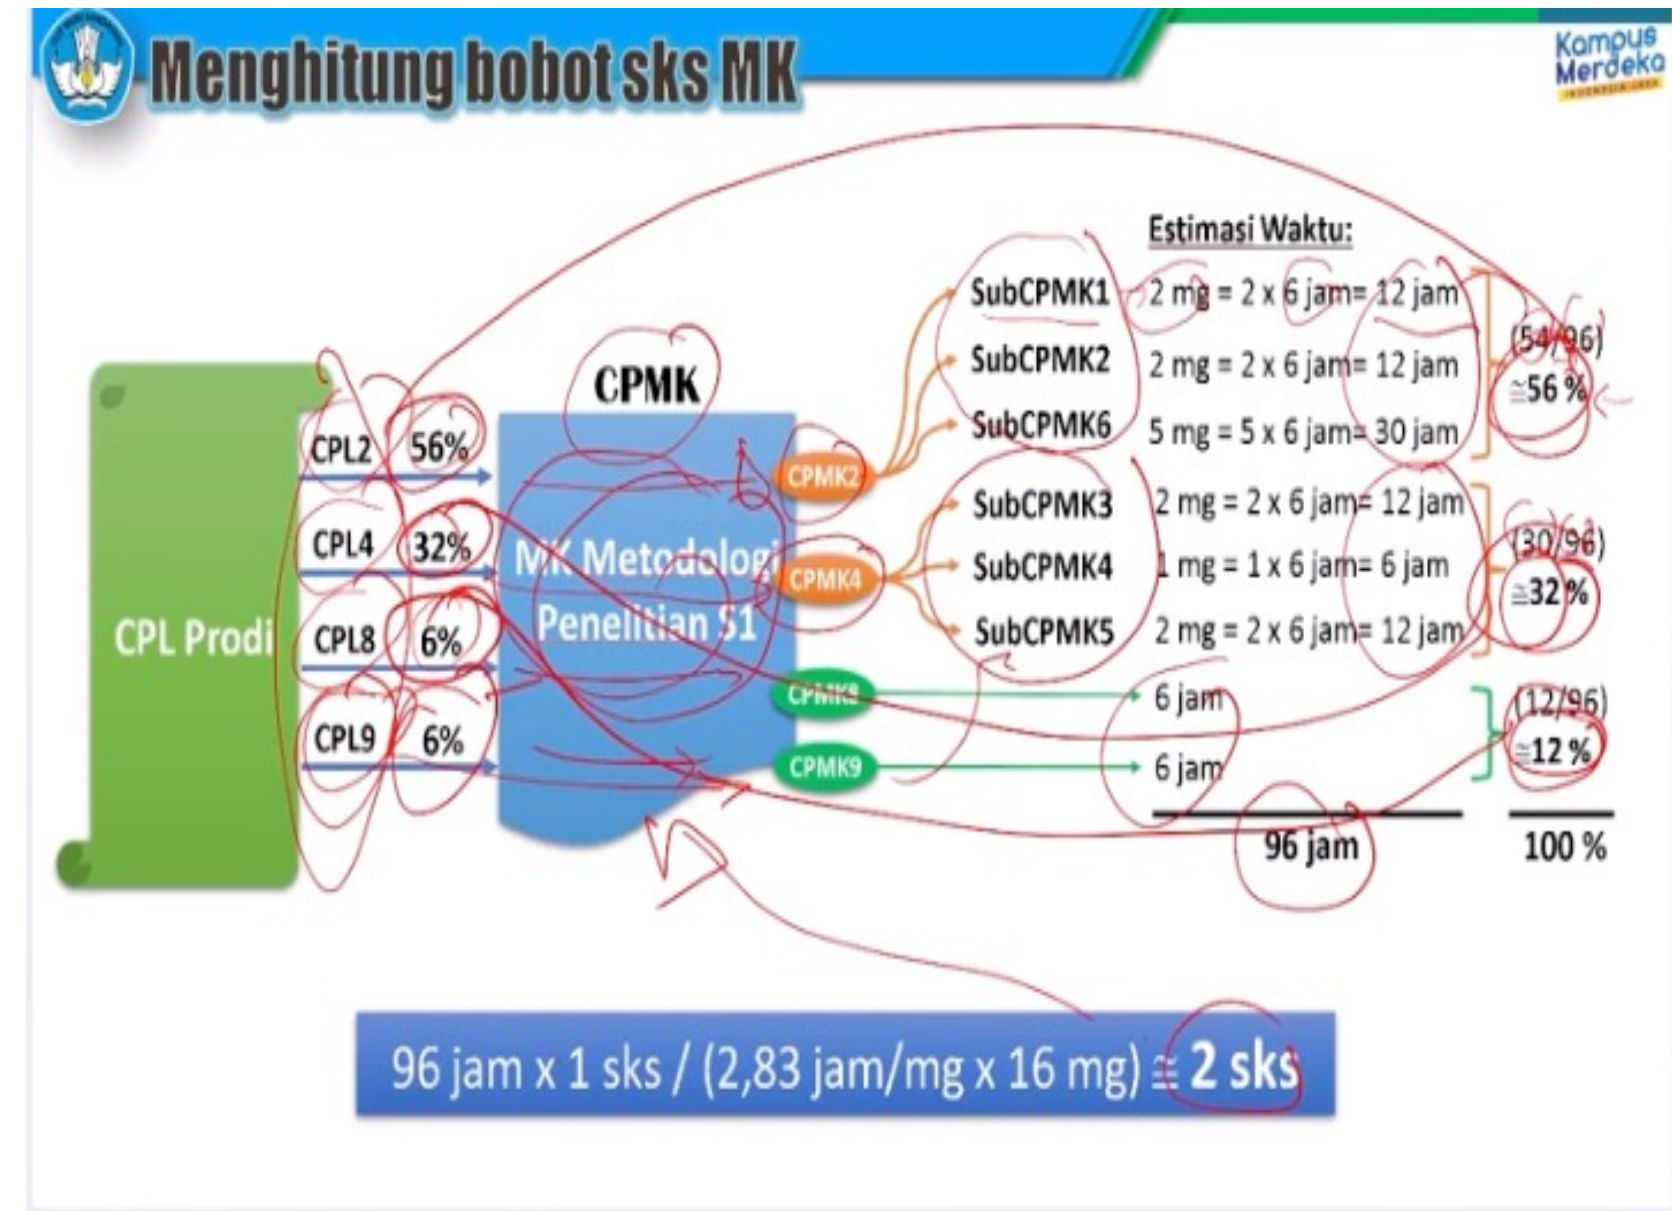 Menghitung bobot sks MK
Kampus
Merdeka
INDONESIA JAYA
Estimasi Waktu:
SubCPMK1 2 mg = 2 x 6 jam= 12 jam
SubCPMK2 2 mg = 2 x 6 jam= 12 jam
SubCPMK6 5 mg = 5 x 6 jam= 30 jam
(54/96)
≅56 %
SubCPMK3 2 mg = 2 x 6 jam= 12 jam
SubCPMK4 1 mg = 1 x 6 jam= 6 jam
SubCPMK5 2 mg = 2 x 6 jam= 12 jam
(30/96)
≅32 %
6 jam
6 jam
(12/96)
≅12 %
96 jam 100 %
CPMK
CPMK2
CPMK4
CPMK8
CPMK9
MK Metodologi
Penelitian S1
CPL Prodi
CPL2 56%
CPL4 32%
CPL8 6%
CPL9 6%
96 jam x 1 sks / (2,83 jam/mg x 16 mg) ≅ 2 sks